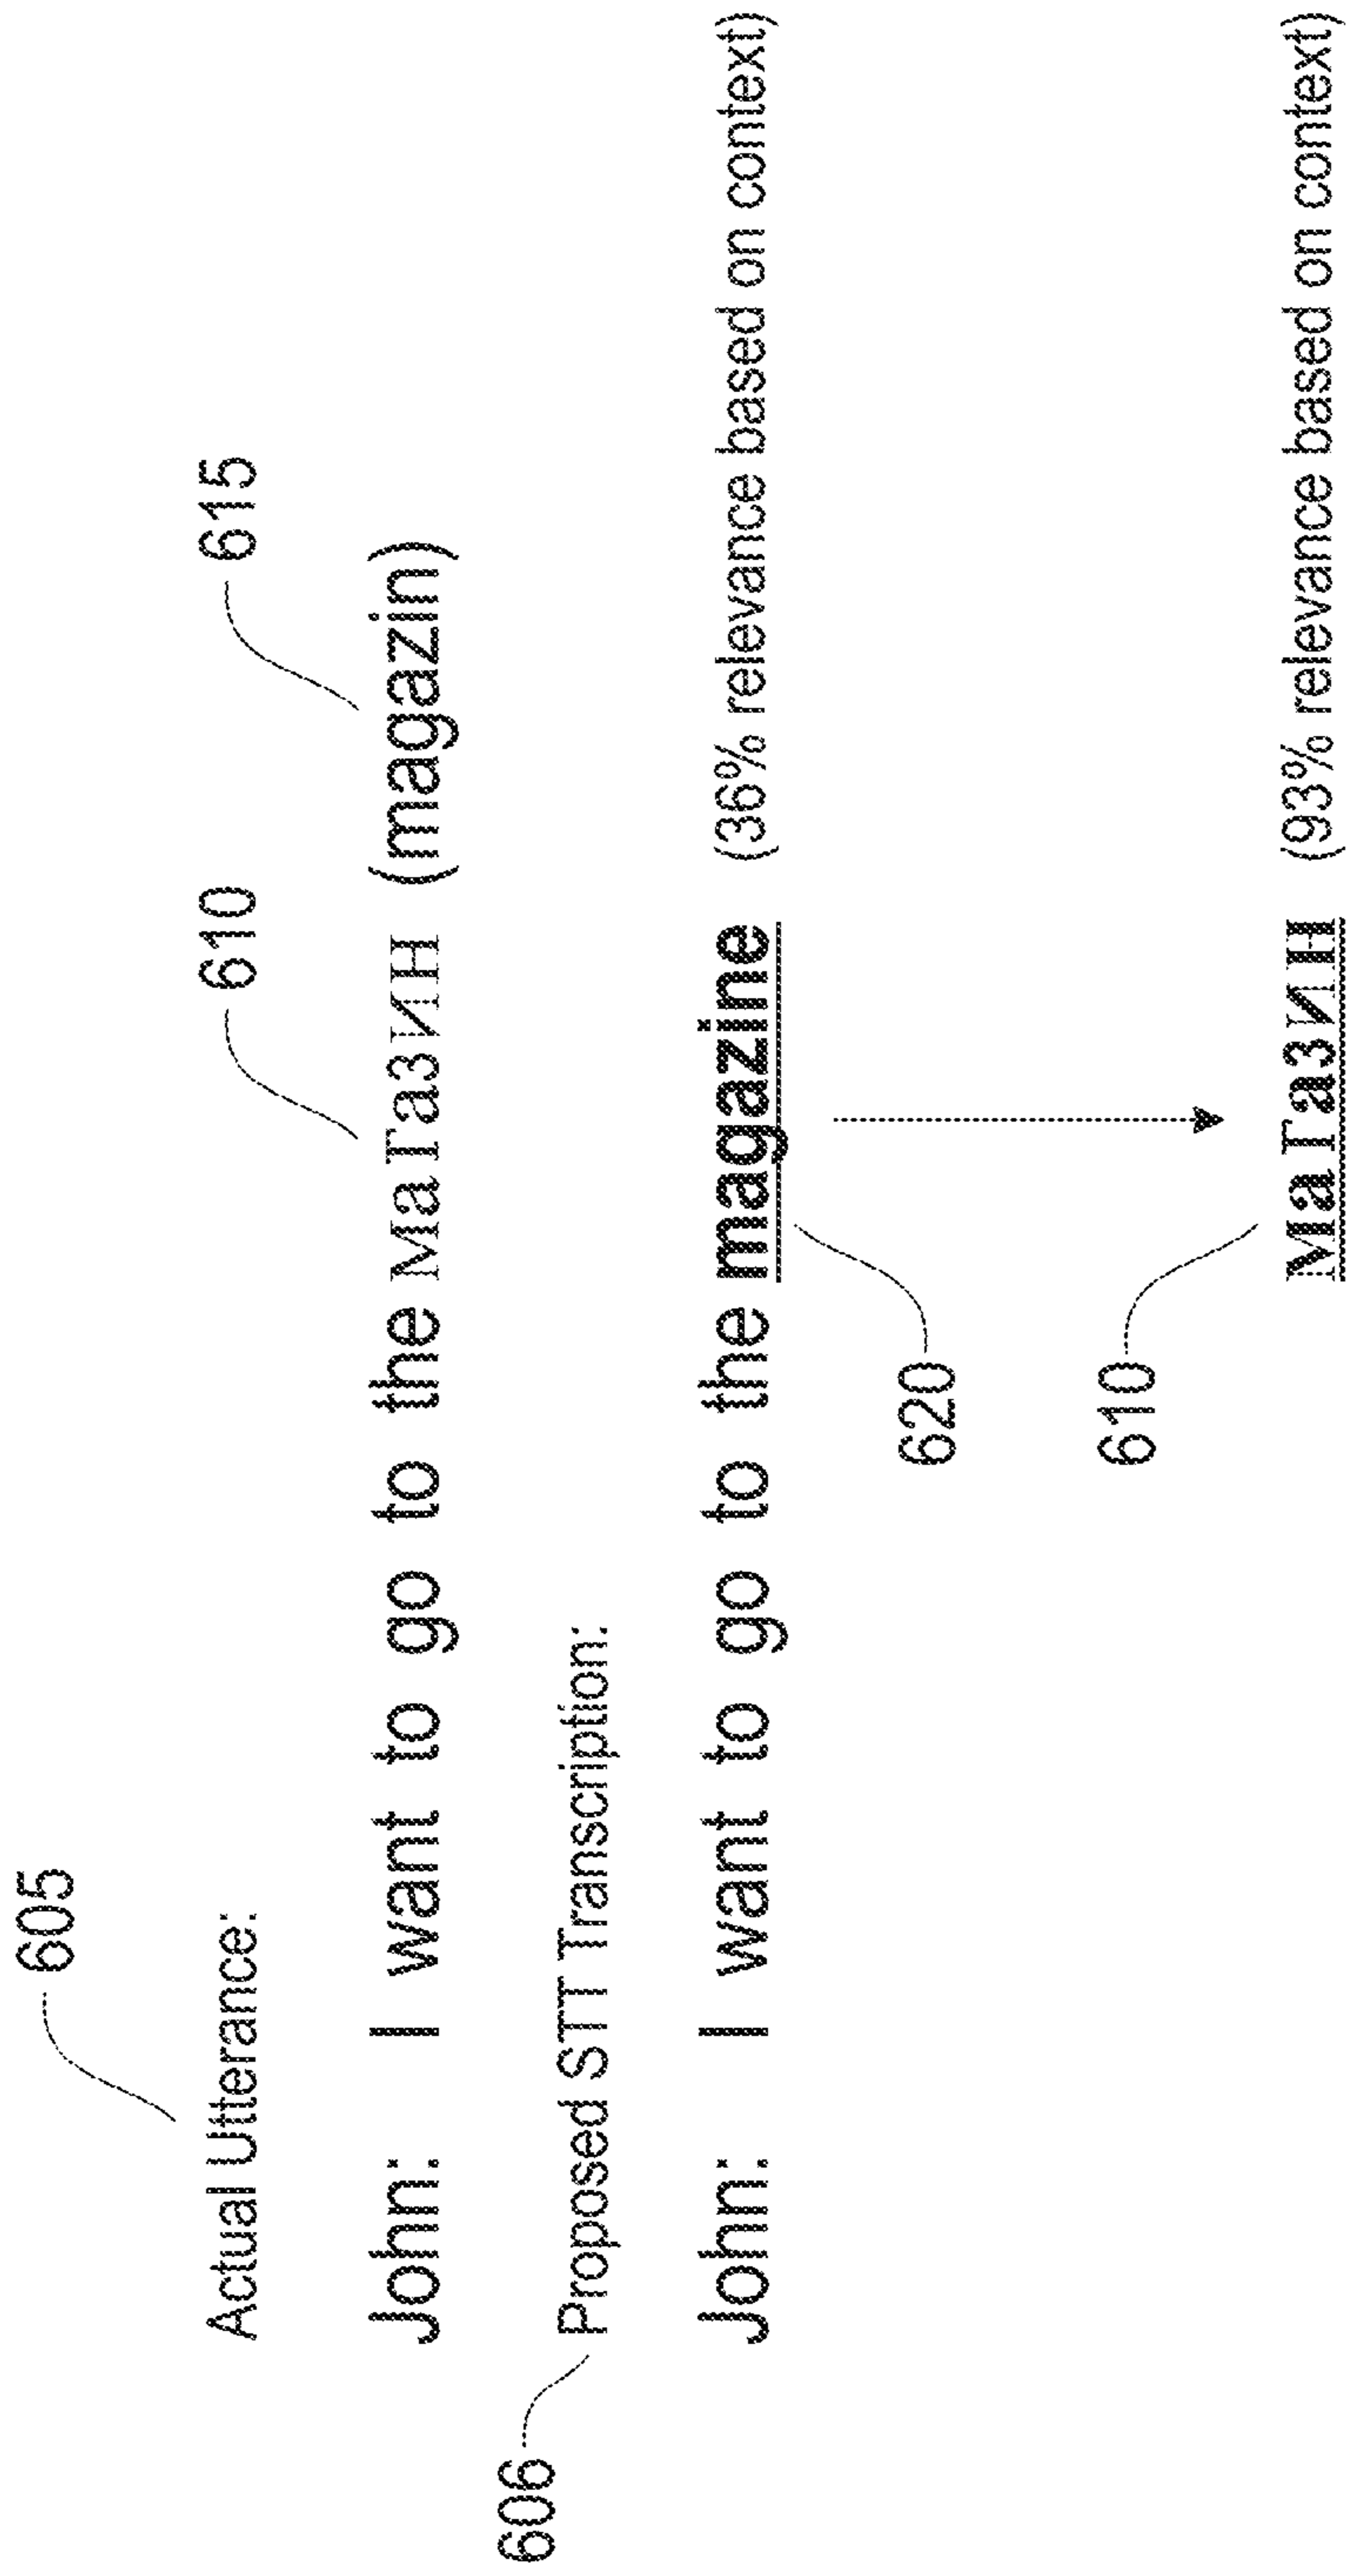 605
Actual Utterance:
610
615
John: I want to go to the магазин (magazin)
606
Proposed STT Transcription:
John: I want to go to the magazine (36% relevance based on context)
620
610
магазин (93% relevance based on context)